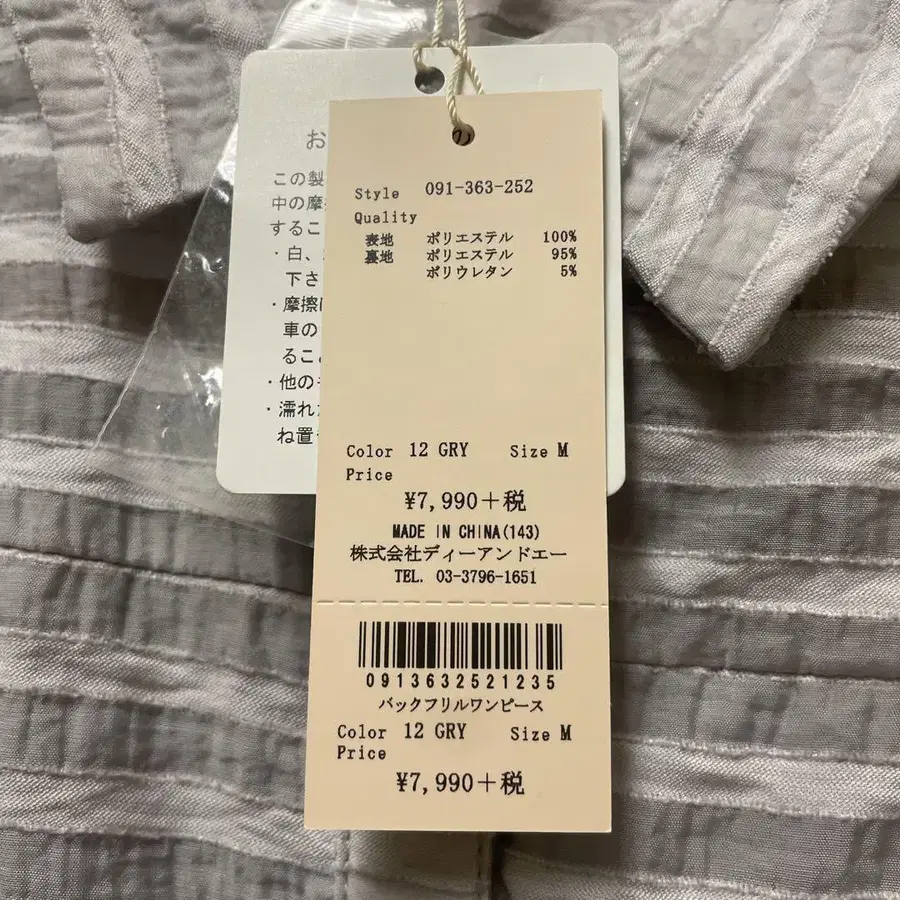 お
この製
中の摩
するこ
・白、
下さ
・摩擦
車の
ること
・他の
・濡れ
ね置
Style 091-363-252
Quality
表地 ポリエステル 100%
裏地 ポリエステル 95%
ポリウレタン 5%
Color 12 GRY Size M
Price
¥7,990+税
MADE IN CHINA(143)
株式会社ディーアンドエー
TEL. 03-3796-1651
0913632521235
バックフリルワンピース
Color 12 GRY Size M
Price
¥7,990+税